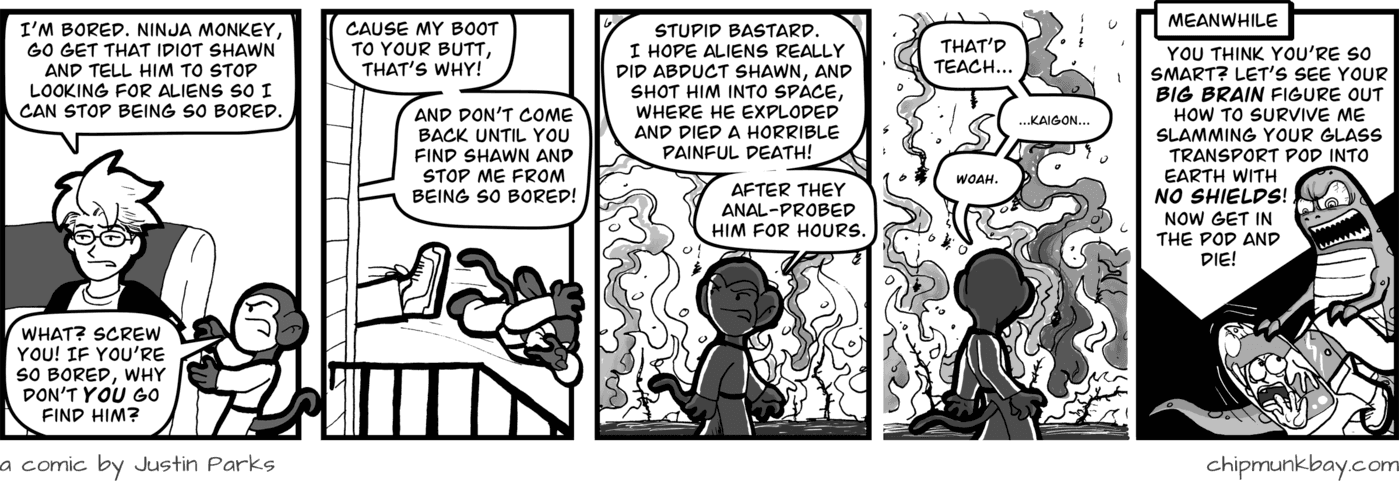 I'M BORED. NINJA MONKEY,
GO GET THAT IDIOT SHAWN
AND TELL HIM TO STOP
LOOKING FOR ALIENS SO I
CAN STOP BEING SO BORED.
WHAT? SCREW
YOU! IF YOU'RE
SO BORED, WHY
DON'T YOU GO
FIND HIM?
CAUSE MY BOOT
TO YOUR BUTT,
THAT'S WHY!
AND DON'T COME
BACK UNTIL YOU
FIND SHAWN AND
STOP ME FROM
BEING SO BORED!
STUPID BASTARD.
I HOPE ALIENS REALLY
DID ABDUCT SHAWN, AND
SHOT HIM INTO SPACE,
WHERE HE EXPLODED
AND DIED A HORRIBLE
PAINFUL DEATH!
AFTER THEY
ANAL-PROBED
HIM FOR HOURS.
THAT'D
TEACH...
...KAIGON...
WOAH.
MEANWHILE
YOU THINK YOU'RE SO
SMART? LET'S SEE YOUR
BIG BRAIN FIGURE OUT
HOW TO SURVIVE ME
SLAMMING YOUR GLASS
TRANSPORT POD INTO
EARTH WITH
NO SHIELDS!
NOW GET IN
THE POD AND
DIE!
a comic by Justin Parks
chipmunkbay.com